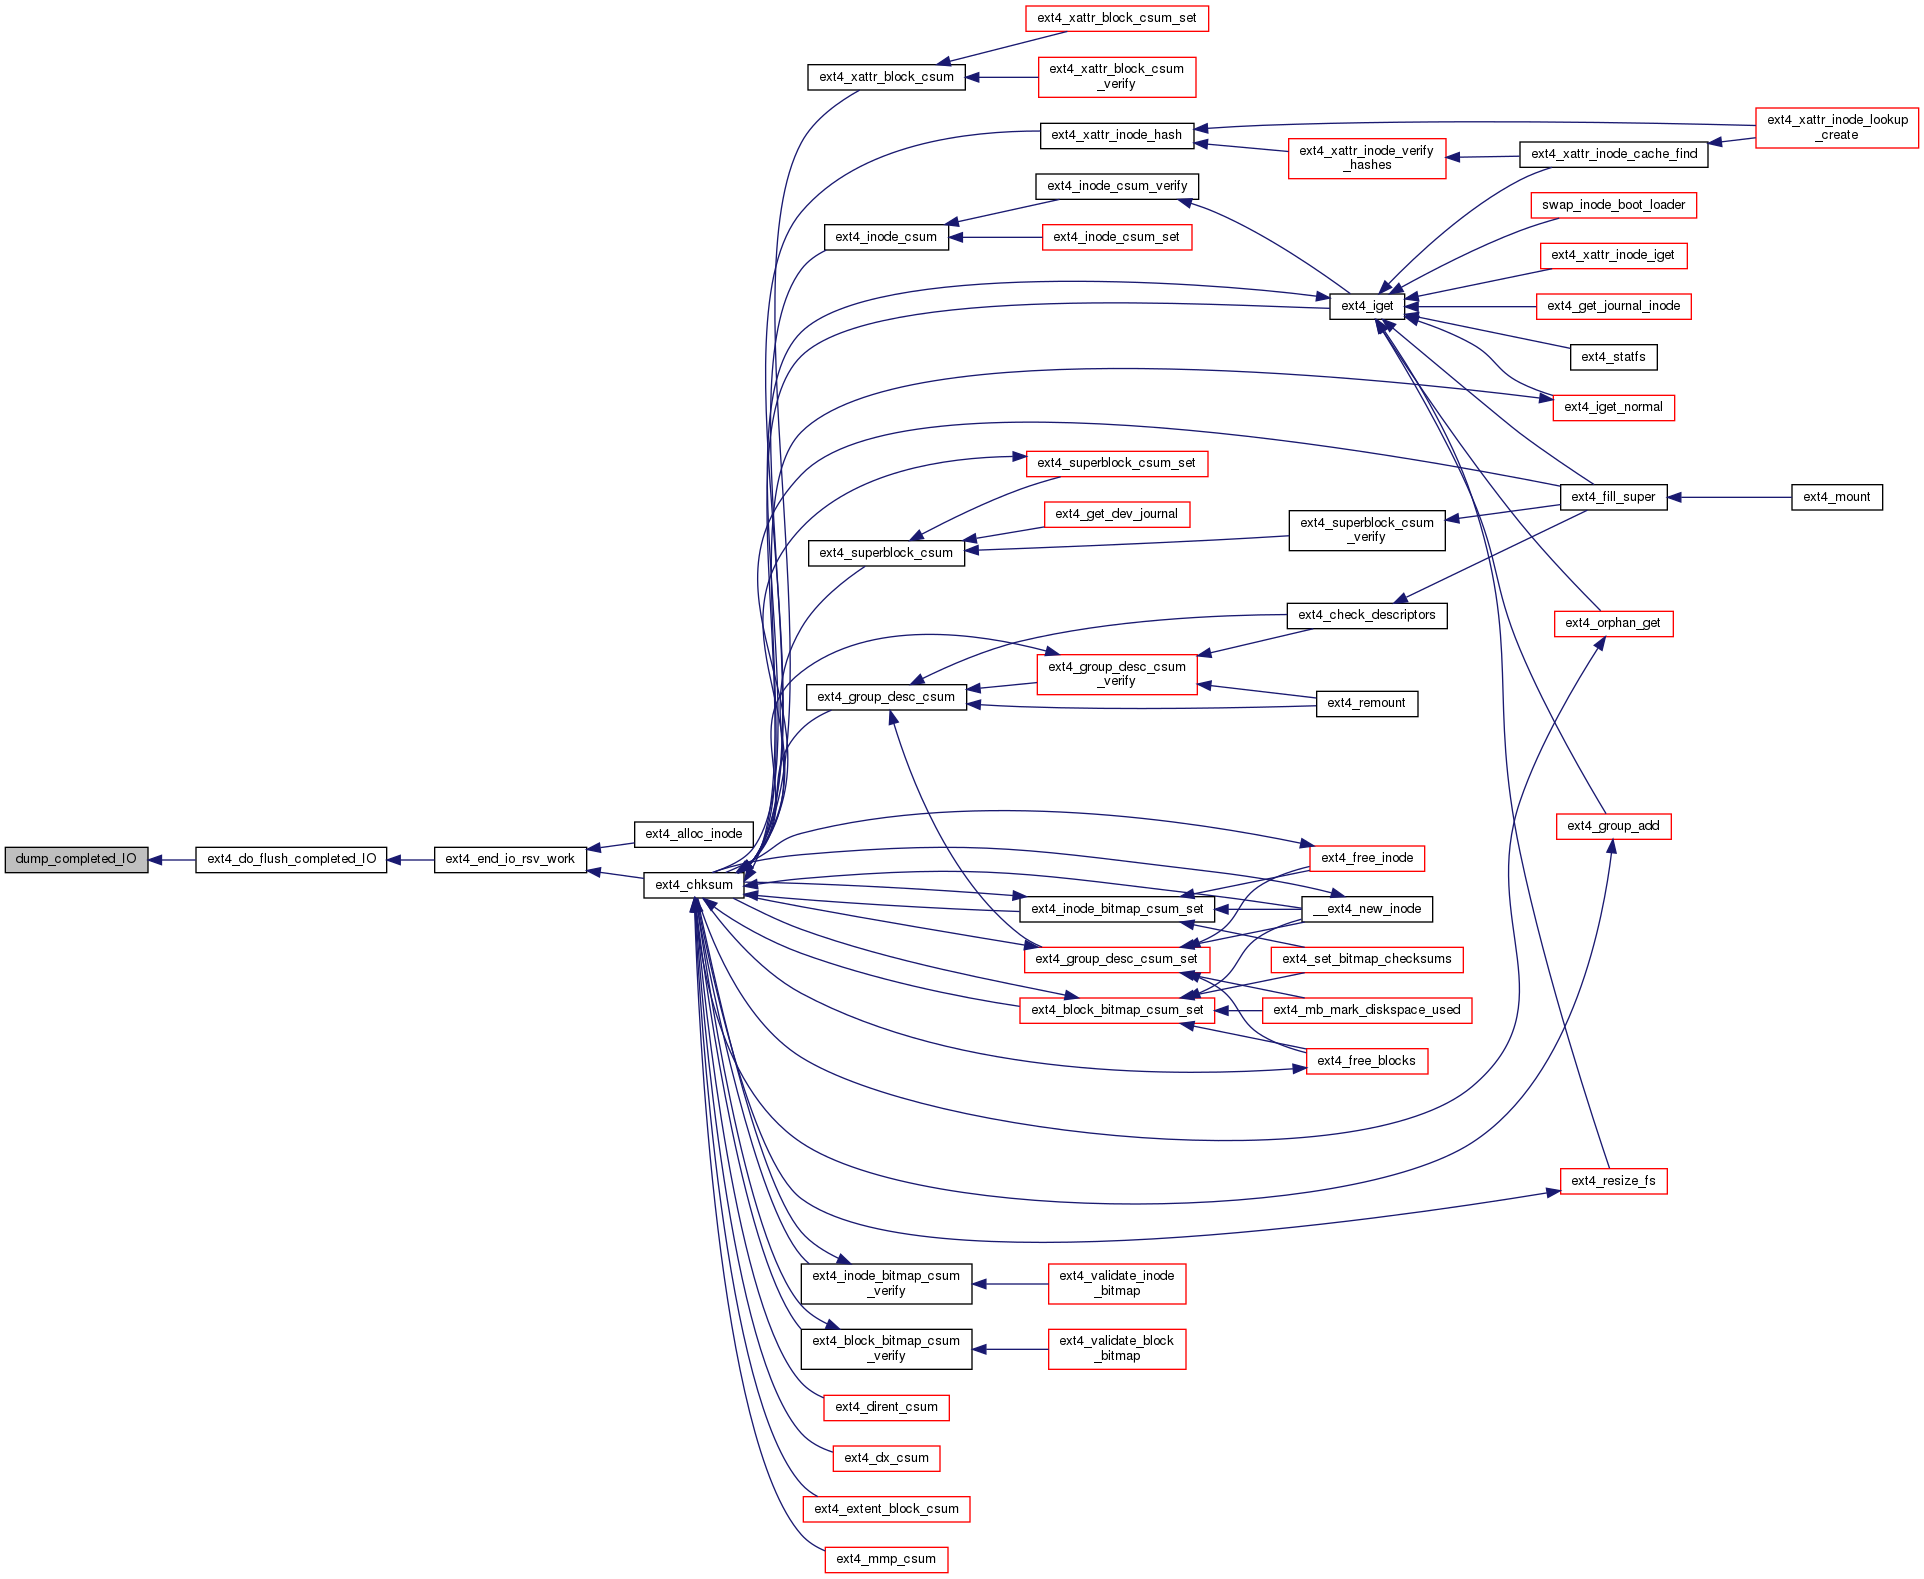 ext4_xattr_block_csum_set
ext4_xattr_block_csum
ext4_xattr_block_csum
_verify
ext4_xattr_inode_hash
ext4_xattr_inode_lookup
_create
ext4_xattr_inode_verify
_hashes
ext4_xattr_inode_cache_find
ext4_inode_csum_verify
swap_inode_boot_loader
ext4_inode_csum
ext4_inode_csum_set
ext4_xattr_inode_iget
ext4_iget
ext4_get_journal_inode
ext4_statfs
ext4_iget_normal
ext4_superblock_csum_set
ext4_fill_super
ext4_mount
ext4_get_dev_journal
ext4_superblock_csum
ext4_superblock_csum
_verify
ext4_check_descriptors
ext4_orphan_get
ext4_group_desc_csum
ext4_group_desc_csum
_verify
ext4_remount
ext4_group_add
ext4_alloc_inode
dump_completed_IO
ext4_do_flush_completed_IO
ext4_end_io_rsv_work
ext4_free_inode
ext4_chksum
ext4_inode_bitmap_csum_set
__ext4_new_inode
ext4_group_desc_csum_set
ext4_set_bitmap_checksums
ext4_block_bitmap_csum_set
ext4_mb_mark_diskspace_used
ext4_free_blocks
ext4_resize_fs
ext4_inode_bitmap_csum
_verify
ext4_validate_inode
_bitmap
ext4_block_bitmap_csum
_verify
ext4_validate_block
_bitmap
ext4_dirent_csum
ext4_dx_csum
ext4_extent_block_csum
ext4_mmp_csum